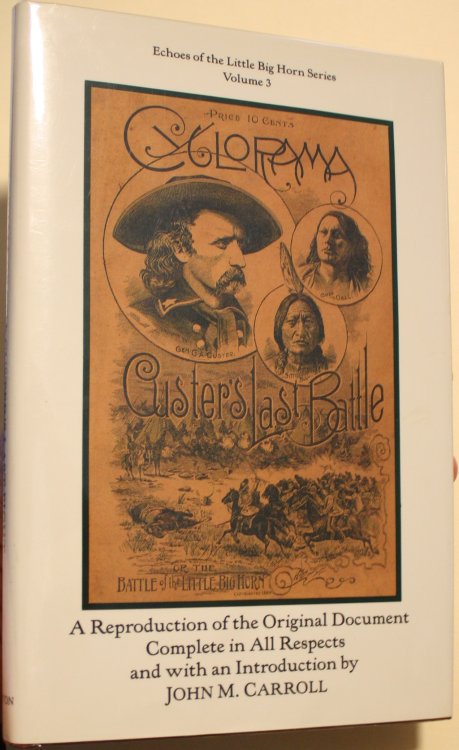 Echoes of the Little Big Horn Series
Volume 3
PRICE 10 CENTS
CYCLORAMA
CHIEF GALL.
GEN. G.A. CUSTER.
Custer's Last Battle
OR THE
BATTLE of the LITTLE BIG HORN
A Reproduction of the Original Document
Complete in All Respects
and with an Introduction by
JOHN M. CARROLL